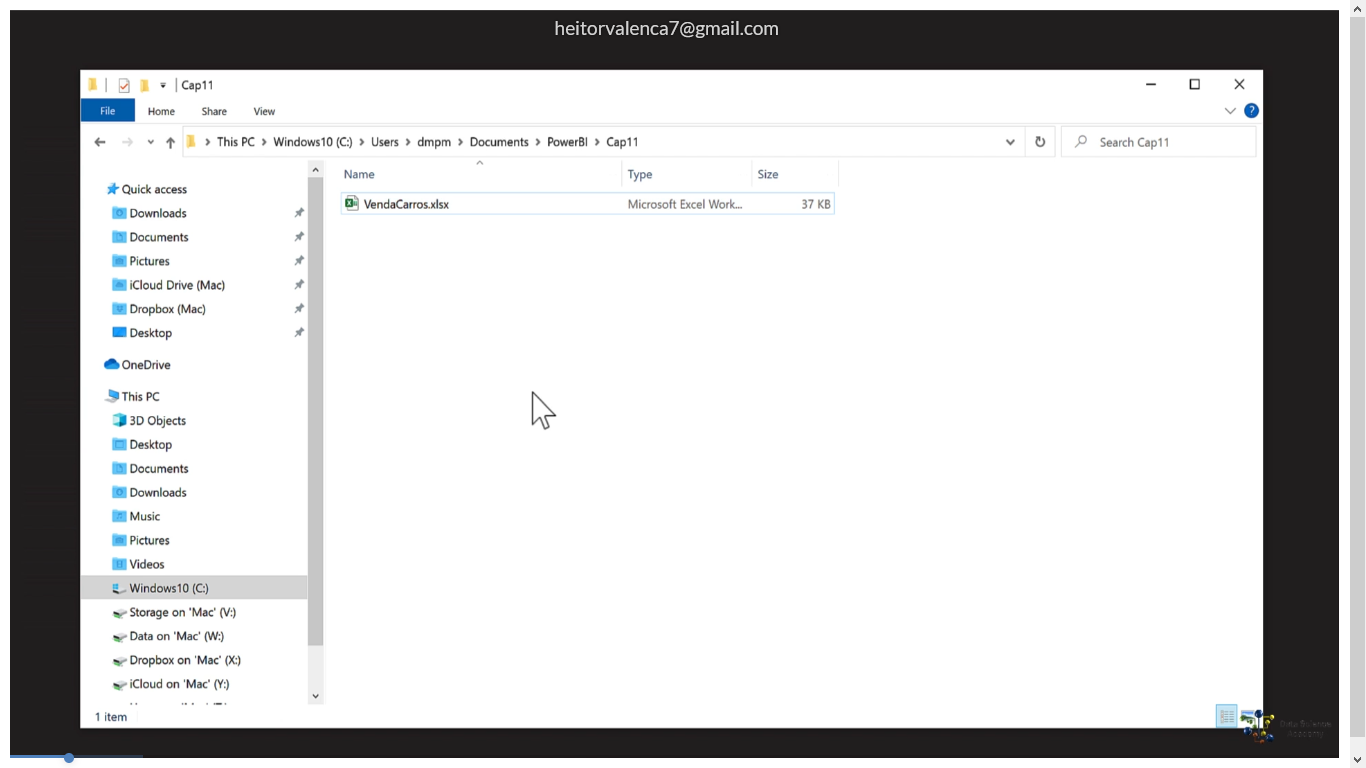 heitorvalenca7@gmail.com
Cap11
File Home Share View
This PC Windows10 (C:) Users dmpm Documents PowerBI Cap11 Search Cap11
Name Type Size
VendaCarros.xlsx Microsoft Excel Work... 37 KB
Quick access
Downloads
Documents
Pictures
iCloud Drive (Mac)
Dropbox (Mac)
Desktop
OneDrive
This PC
3D Objects
Desktop
Documents
Downloads
Music
Pictures
Videos
Windows10 (C:)
Storage on 'Mac' (V:)
Data on 'Mac' (W:)
Dropbox on 'Mac' (X:)
iCloud on 'Mac' (Y:)
1 item
Data Science
Academy